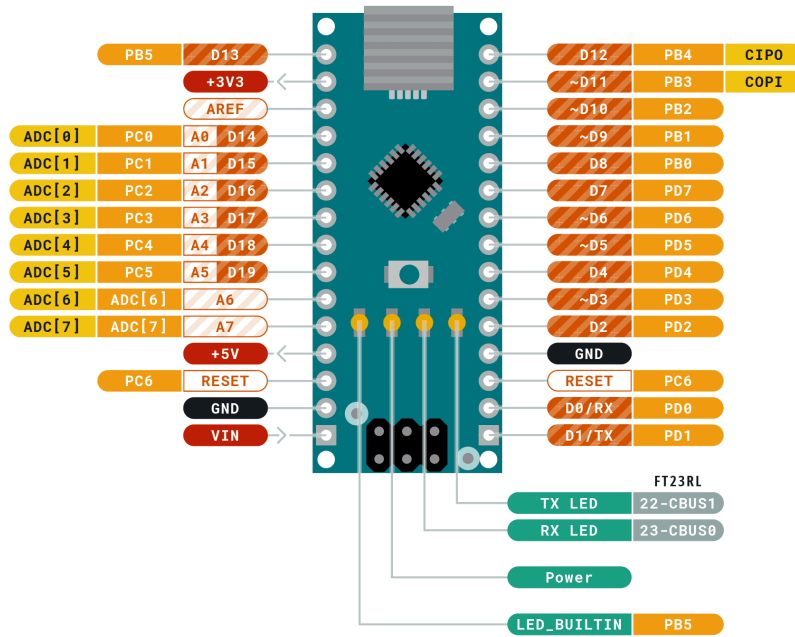 PB5 D13 D12 PB4 CIPO
+3V3 ~D11 PB3 COPI
AREF ~D10 PB2
ADC[0] PC0 A0 D14 ~D9 PB1
ADC[1] PC1 A1 D15 D8 PB0
ADC[2] PC2 A2 D16 D7 PD7
ADC[3] PC3 A3 D17 ~D6 PD6
ADC[4] PC4 A4 D18 ~D5 PD5
ADC[5] PC5 A5 D19 D4 PD4
ADC[6] ADC[6] A6 ~D3 PD3
ADC[7] ADC[7] A7 D2 PD2
+5V GND
PC6 RESET RESET PC6
GND D0/RX PD0
VIN D1/TX PD1
FT23RL
TX LED 22-CBUS1
RX LED 23-CBUS0
Power
LED_BUILTIN PB5